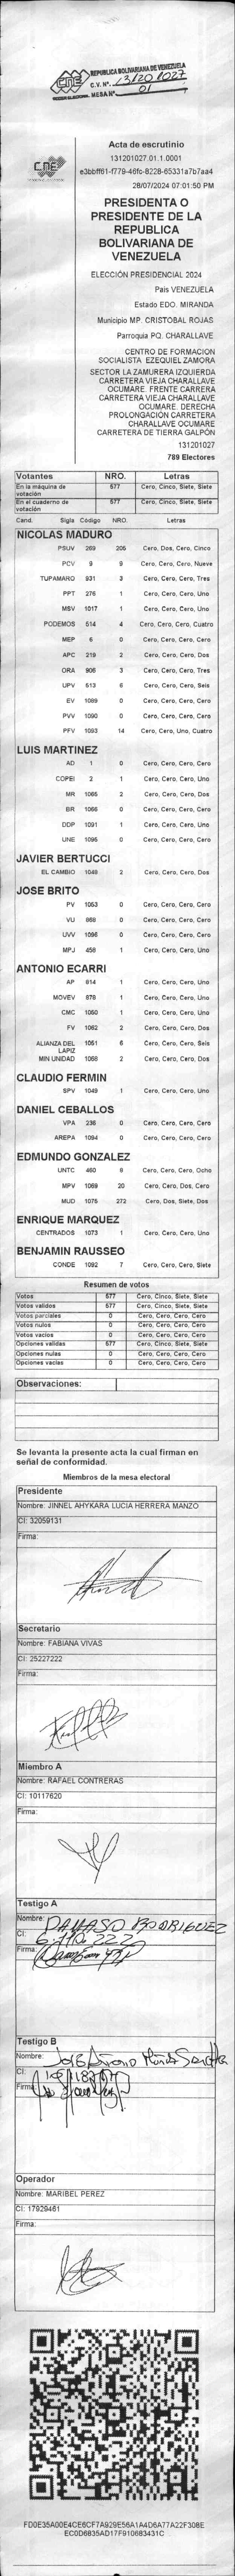 CNE
REPUBLICA BOLIVARIANA DE VENEZUELA
C.V. Nº. 13120 1027
MESA Nº. 01
CNE
Acta de escrutinio
131201027.01.1.0001
e3bbff61-f779-46fc-8228-65331a7b7aa4
28/07/2024 07:01:50 PM
PRESIDENTA O
PRESIDENTE DE LA
REPUBLICA
BOLIVARIANA DE
VENEZUELA
ELECCIÓN PRESIDENCIAL 2024
Pais VENEZUELA
Estado EDO. MIRANDA
Municipio MP. CRISTOBAL ROJAS
Parroquia PQ. CHARALLAVE
CENTRO DE FORMACION
SOCIALISTA EZEQUIEL ZAMORA
SECTOR LA ZAMURERA IZQUIERDA
CARRETERA VIEJA CHARALLAVE
OCUMARE. FRENTE CARRERA
CARRETERA VIEJA CHARALLAVE
OCUMARE. DERECHA
PROLONGACIÓN CARRETERA
CHARALLAVE OCUMARE
CARRETERA DE TIERRA GALPÓN
131201027
789 Electores
Votantes NRO. Letras
En la máquina de votación 577 Cero, Cinco, Siete, Siete
En el cuaderno de votación 577 Cero, Cinco, Siete, Siete
Cand. Sigla Código NRO. Letras
NICOLAS MADURO
PSUV 269 205 Cero, Dos, Cero, Cinco
PCV 9 9 Cero, Cero, Cero, Nueve
TUPAMARO 931 3 Cero, Cero, Cero, Tres
PPT 276 1 Cero, Cero, Cero, Uno
MSV 1017 1 Cero, Cero, Cero, Uno
PODEMOS 514 4 Cero, Cero, Cero, Cuatro
MEP 6 0 Cero, Cero, Cero, Cero
APC 219 2 Cero, Cero, Cero, Dos
ORA 906 3 Cero, Cero, Cero, Tres
UPV 513 6 Cero, Cero, Cero, Seis
EV 1089 0 Cero, Cero, Cero, Cero
PVV 1090 0 Cero, Cero, Cero, Cero
PFV 1093 14 Cero, Cero, Uno, Cuatro
LUIS MARTINEZ
AD 1 0 Cero, Cero, Cero, Cero
COPEI 2 1 Cero, Cero, Cero, Uno
MR 1065 2 Cero, Cero, Cero, Dos
BR 1066 0 Cero, Cero, Cero, Cero
DDP 1091 1 Cero, Cero, Cero, Uno
UNE 1095 0 Cero, Cero, Cero, Cero
JAVIER BERTUCCI
EL CAMBIO 1048 2 Cero, Cero, Cero, Dos
JOSE BRITO
PV 1053 0 Cero, Cero, Cero, Cero
VU 868 0 Cero, Cero, Cero, Cero
UVV 1096 0 Cero, Cero, Cero, Cero
MPJ 458 1 Cero, Cero, Cero, Uno
ANTONIO ECARRI
AP 814 1 Cero, Cero, Cero, Uno
MOVEV 878 1 Cero, Cero, Cero, Uno
CMC 1050 1 Cero, Cero, Cero, Uno
FV 1062 2 Cero, Cero, Cero, Dos
ALIANZA DEL LAPIZ 1051 6 Cero, Cero, Cero, Seis
MIN UNIDAD 1058 2 Cero, Cero, Cero, Dos
CLAUDIO FERMIN
SPV 1049 1 Cero, Cero, Cero, Uno
DANIEL CEBALLOS
VPA 236 0 Cero, Cero, Cero, Cero
AREPA 1094 0 Cero, Cero, Cero, Cero
EDMUNDO GONZALEZ
UNTC 460 8 Cero, Cero, Cero, Ocho
MPV 1069 20 Cero, Cero, Dos, Cero
MUD 1075 272 Cero, Dos, Siete, Dos
ENRIQUE MARQUEZ
CENTRADOS 1073 1 Cero, Cero, Cero, Uno
BENJAMIN RAUSSEO
CONDE 1092 7 Cero, Cero, Cero, Siete
Resumen de votos
Votos 577 Cero, Cinco, Siete, Siete
Votos validos 577 Cero, Cinco, Siete, Siete
Votos parciales 0 Cero, Cero, Cero, Cero
Votos nulos 0 Cero, Cero, Cero, Cero
Votos vacios 0 Cero, Cero, Cero, Cero
Opciones validas 577 Cero, Cinco, Siete, Siete
Opciones nulas 0 Cero, Cero, Cero, Cero
Opciones vacias 0 Cero, Cero, Cero, Cero
Observaciones:
Se levanta la presente acta la cual firman en
señal de conformidad.
Miembros de la mesa electoral
Presidente
Nombre: JINNEL AHYKARA LUCIA HERRERA MANZO
CI: 32059131
Firma:
Secretario
Nombre: FABIANA VIVAS
CI: 25227222
Firma:
Miembro A
Nombre: RAFAEL CONTRERAS
CI: 10117620
Firma:
Testigo A
Nombre: DAMASO RODRIGUEZ
CI: 6.410.222
Firma:
Testigo B
Nombre: José
CI:
Firma:
Operador
Nombre: MARIBEL PEREZ
CI: 17929461
Firma:
FD0E35A00E4CE6CF7A929E56A1A4D6A77A22F308E
EC0D6835AD17F910683431C